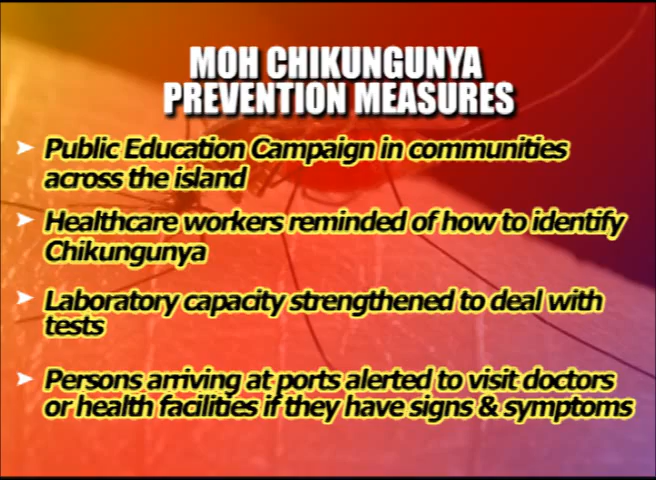 MOH CHIKUNGUNYA
PREVENTION MEASURES
Public Education Campaign in communities
across the island
Healthcare workers reminded of how to identify
Chikungunya
Laboratory capacity strengthened to deal with
tests
Persons arriving at ports alerted to visit doctors
or health facilities if they have signs & symptoms